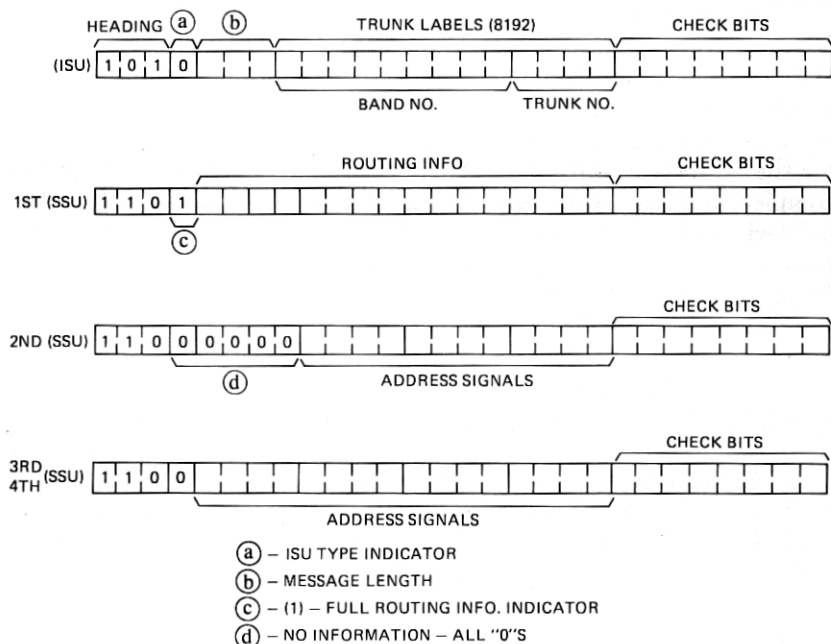 HEADING ⓐ ⓑ TRUNK LABELS (8192) CHECK BITS
(ISU) 1 0 1 0
BAND NO. TRUNK NO.
ROUTING INFO CHECK BITS
1ST (SSU) 1 1 0 1
ⓒ
CHECK BITS
2ND (SSU) 1 1 0 0 0 0 0 0
ⓓ ADDRESS SIGNALS
CHECK BITS
3RD
4TH (SSU) 1 1 0 0
ADDRESS SIGNALS
ⓐ – ISU TYPE INDICATOR
ⓑ – MESSAGE LENGTH
ⓒ – (1) – FULL ROUTING INFO. INDICATOR
ⓓ – NO INFORMATION – ALL "0"S